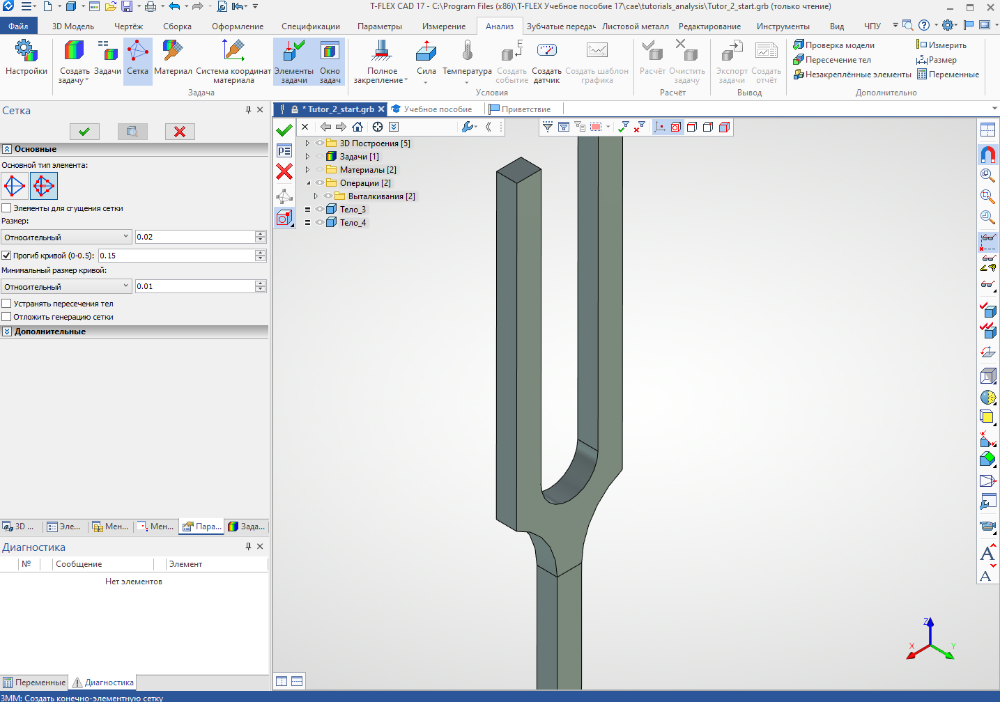 T-FLEX CAD 17 - C:\Program Files (x86)\T-FLEX Учебное пособие 17\cae\tutorials_analysis\Tutor_2_start.grb (только чтение)
Файл 3D Модель Чертёж Сборка Оформление Спецификации Параметры Измерение Анализ Зубчатые передач Листовой металл Редактирование Инструменты Вид ЧПУ
Настройки
Создать задачу
Задачи
Сетка
Материал
Система координат материала
Элементы задачи
Окно задач
Задача
Полное закрепление
Сила
Температура
Создать событие
Создать датчик
Создать шаблон графика
Условия
Расчёт
Очистить задачу
Расчёт
Экспорт задачи
Создать отчёт
Вывод
Проверка модели
Пересечение тел
Незакреплённые элементы
Измерить
Размер
Переменные
Дополнительно
Сетка
Основные
Основной тип элемента:
Элементы для сгущения сетки
Размер:
Относительный 0.02
Прогиб кривой (0-0.5): 0.15
Минимальный размер кривой:
Относительный 0.01
Устранять пересечения тел
Отложить генерацию сетки
Дополнительные
3D ... Эле... Мен... Мен... Пара... Зада...
Диагностика
№ Сообщение Элемент
Нет элементов
Переменные Диагностика
3MM: Создать конечно-элементную сетку
* Tutor_2_start.grb Учебное пособие Приветствие
3D Построения [5]
Задачи [1]
Материалы [2]
Операции [2]
Выталкивания [2]
Тело_3
Тело_4
Z
X
Y